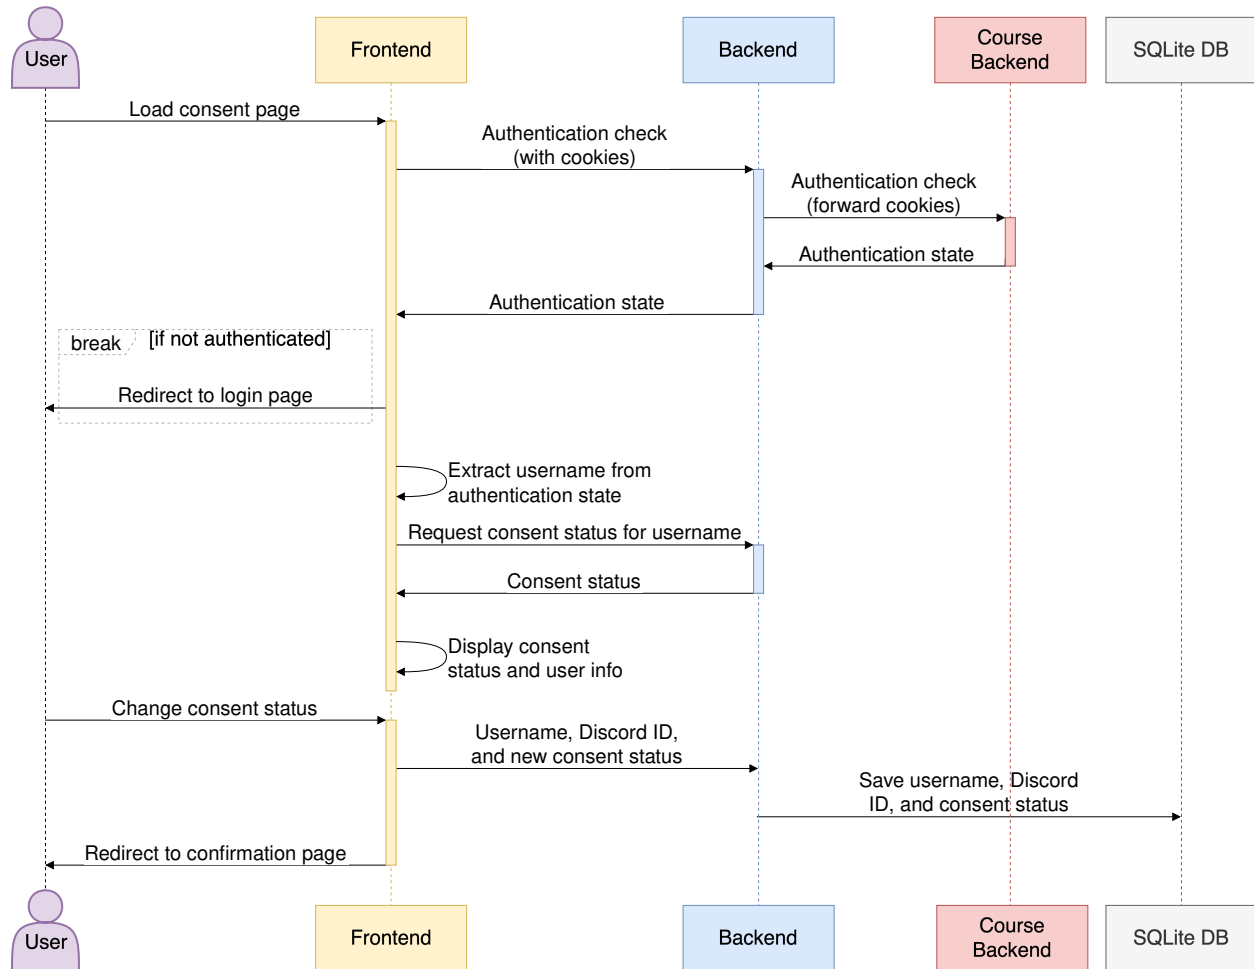 User
Frontend
Backend
Course
Backend
SQLite DB
Load consent page
Authentication check
(with cookies)
Authentication check
(forward cookies)
Authentication state
Authentication state
break
[if not authenticated]
Redirect to login page
Extract username from
authentication state
Request consent status for username
Consent status
Display consent
status and user info
Change consent status
Username, Discord ID,
and new consent status
Save username, Discord
ID, and consent status
Redirect to confirmation page
User
Frontend
Backend
Course
Backend
SQLite DB